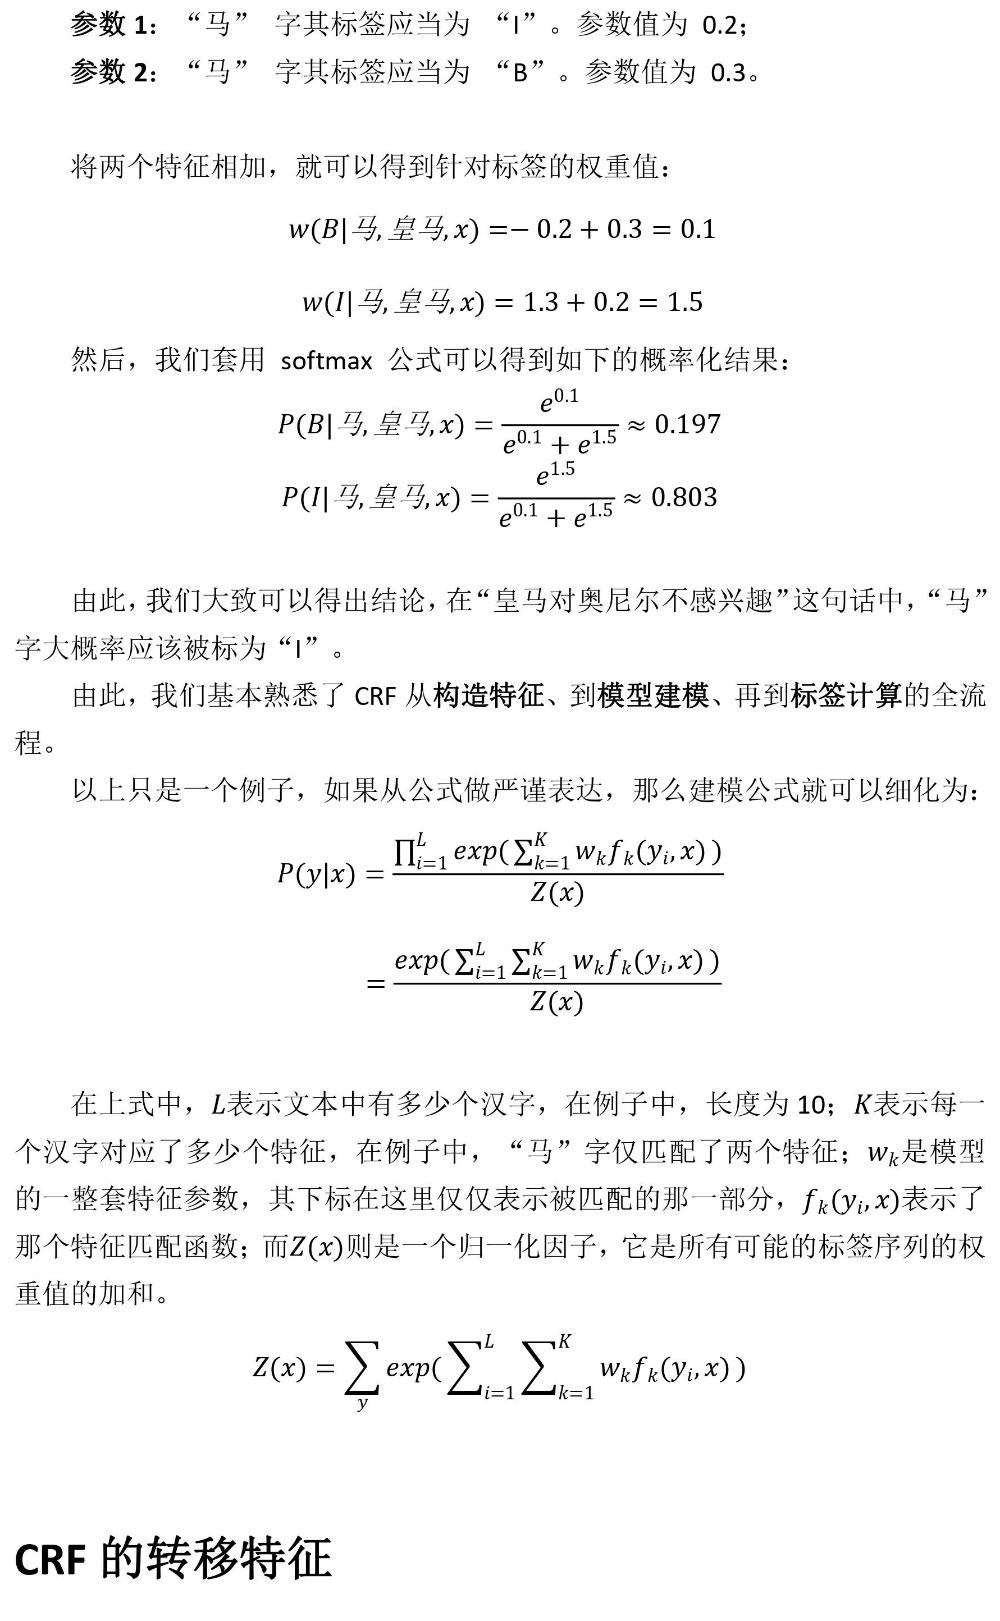 参数 1：“马” 字其标签应当为 “I”。参数值为 0.2；
参数 2：“马” 字其标签应当为 “B”。参数值为 0.3。
将两个特征相加，就可以得到针对标签的权重值：
w(B|马,皇马,x) =− 0.2 + 0.3 = 0.1
w(I|马,皇马,x) = 1.3 + 0.2 = 1.5
然后，我们套用 softmax 公式可以得到如下的概率化结果：
P(B|马,皇马,x) = e^{0.1} / (e^{0.1} + e^{1.5}) ≈ 0.197
P(I|马,皇马,x) = e^{1.5} / (e^{0.1} + e^{1.5}) ≈ 0.803
由此，我们大致可以得出结论，在“皇马对奥尼尔不感兴趣”这句话中，“马”
字大概率应该被标为“I”。
由此，我们基本熟悉了 CRF 从构造特征、到模型建模、再到标签计算的全流
程。
以上只是一个例子，如果从公式做严谨表达，那么建模公式就可以细化为：
P(y|x) = ∏_{i=1}^{L} exp(∑_{k=1}^{K} w_k f_k(y_i, x)) / Z(x)
= exp(∑_{i=1}^{L} ∑_{k=1}^{K} w_k f_k(y_i, x)) / Z(x)
在上式中，L表示文本中有多少个汉字，在例子中，长度为 10；K表示每一
个汉字对应了多少个特征，在例子中，“马”字仅匹配了两个特征；w_k是模型
的一整套特征参数，其下标在这里仅仅表示被匹配的那一部分，f_k(y_i, x)表示了
那个特征匹配函数；而Z(x)则是一个归一化因子，它是所有可能的标签序列的权
重值的加和。
Z(x) = ∑_y exp(∑_{i=1}^{L} ∑_{k=1}^{K} w_k f_k(y_i, x))
CRF 的转移特征